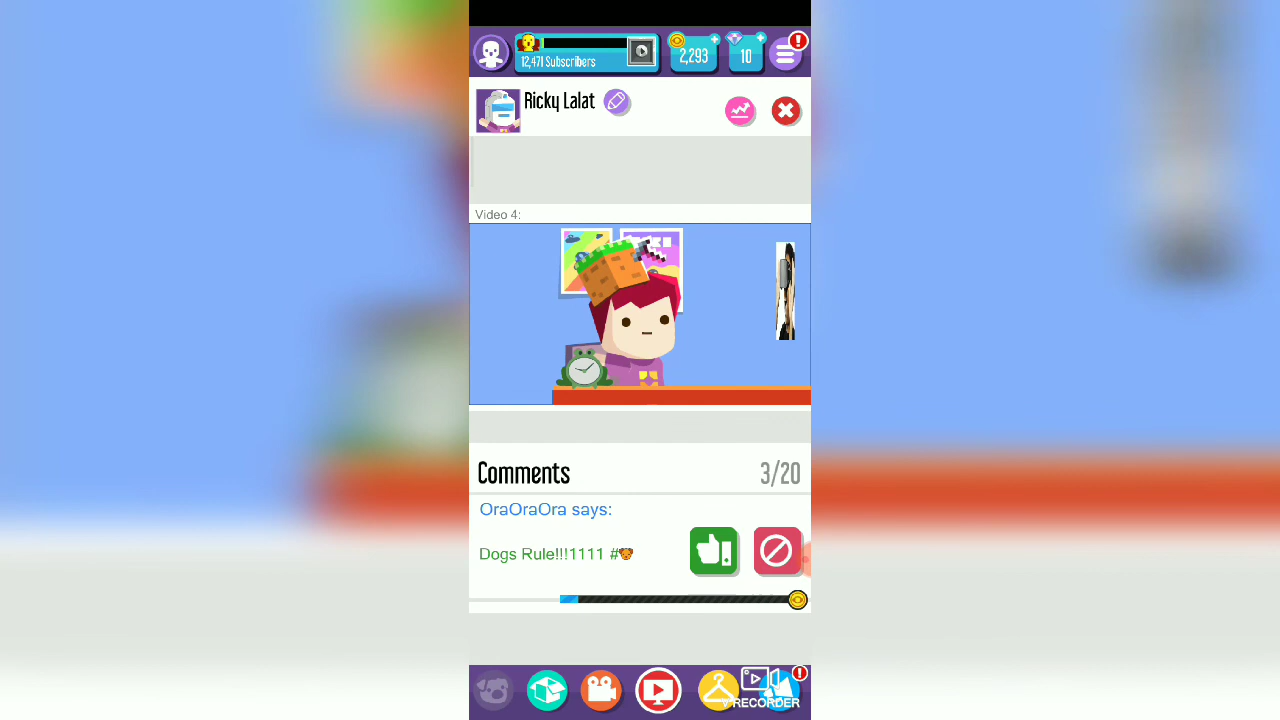 12,471 Subscribers
2,293
10
Ricky Lalat
Video 4:
Comments
3/20
OraOraOra says:
Dogs Rule!!!1111 #🐶
V RECORDER